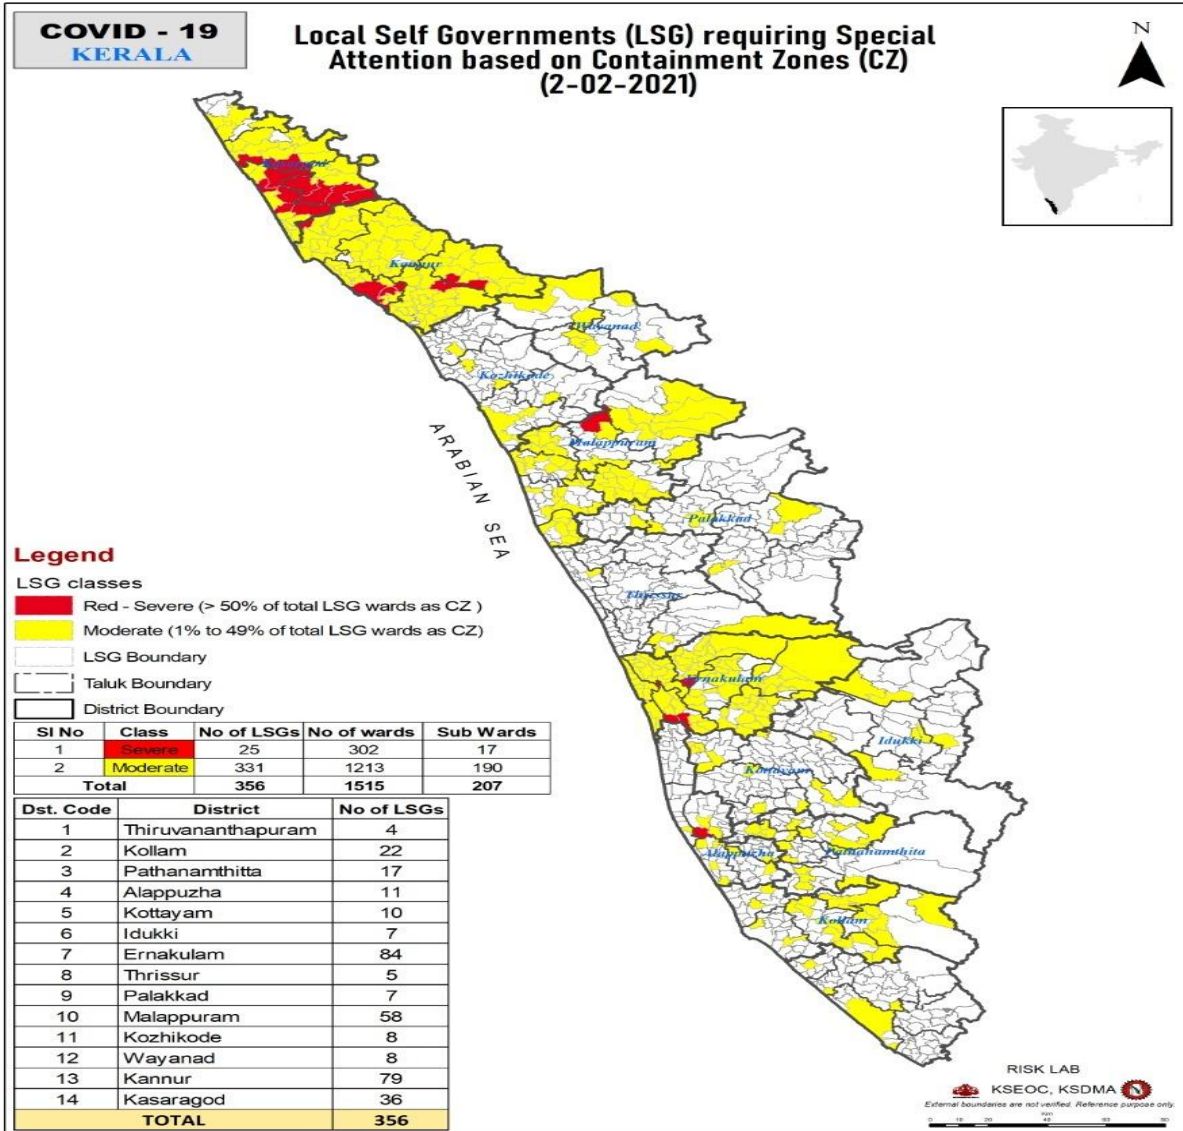 COVID - 19
KERALA
Local Self Governments (LSG) requiring Special
Attention based on Containment Zones (CZ)
(2-02-2021)
N
Kannur
Wayanad
Kozhikode
Malappuram
Palakkad
Thrissur
Ernakulam
Idukki
Kottayam
Alappuzha
Pathanamthita
Kollam
ARABIAN SEA
Legend
LSG classes
Red - Severe (> 50% of total LSG wards as CZ )
Moderate (1% to 49% of total LSG wards as CZ)
LSG Boundary
Taluk Boundary
District Boundary
Sl No Class No of LSGs No of wards Sub Wards
1 Severe 25 302 17
2 Moderate 331 1213 190
Total 356 1515 207
Dst. Code District No of LSGs
1 Thiruvananthapuram 4
2 Kollam 22
3 Pathanamthitta 17
4 Alappuzha 11
5 Kottayam 10
6 Idukki 7
7 Ernakulam 84
8 Thrissur 5
9 Palakkad 7
10 Malappuram 58
11 Kozhikode 8
12 Wayanad 8
13 Kannur 79
14 Kasaragod 36
TOTAL 356
RISK LAB
KSEOC, KSDMA
External boundaries are not verified. Reference purpose only.
Km